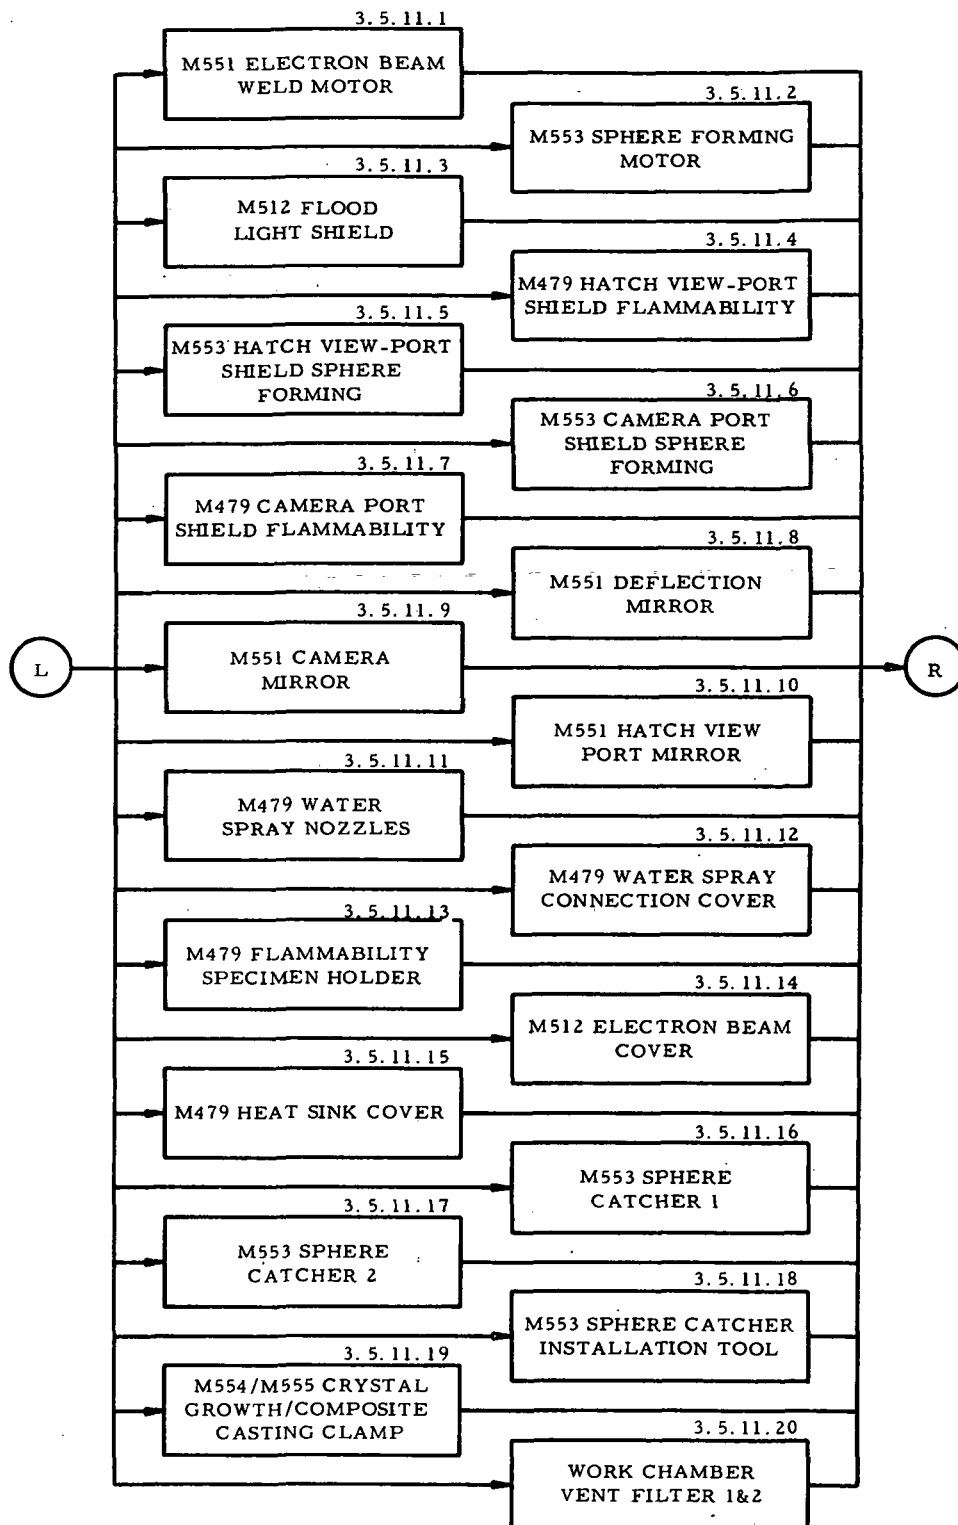 3.5.11.1
M551 ELECTRON BEAM
WELD MOTOR
3.5.11.2
M553 SPHERE FORMING
MOTOR
3.5.11.3
M512 FLOOD
LIGHT SHIELD
3.5.11.4
M479 HATCH VIEW-PORT
SHIELD FLAMMABILITY
3.5.11.5
M553 HATCH VIEW-PORT
SHIELD SPHERE
FORMING
3.5.11.6
M553 CAMERA PORT
SHIELD SPHERE
FORMING
3.5.11.7
M479 CAMERA PORT
SHIELD FLAMMABILITY
3.5.11.8
M551 DEFLECTION
MIRROR
3.5.11.9
L
M551 CAMERA
MIRROR
R
3.5.11.10
M551 HATCH VIEW
PORT MIRROR
3.5.11.11
M479 WATER
SPRAY NOZZLES
3.5.11.12
M479 WATER SPRAY
CONNECTION COVER
3.5.11.13
M479 FLAMMABILITY
SPECIMEN HOLDER
3.5.11.14
M512 ELECTRON BEAM
COVER
3.5.11.15
M479 HEAT SINK COVER
3.5.11.16
M553 SPHERE
CATCHER 1
3.5.11.17
M553 SPHERE
CATCHER 2
3.5.11.18
M553 SPHERE CATCHER
INSTALLATION TOOL
3.5.11.19
M554/M555 CRYSTAL
GROWTH/COMPOSITE
CASTING CLAMP
3.5.11.20
WORK CHAMBER
VENT FILTER 1&2